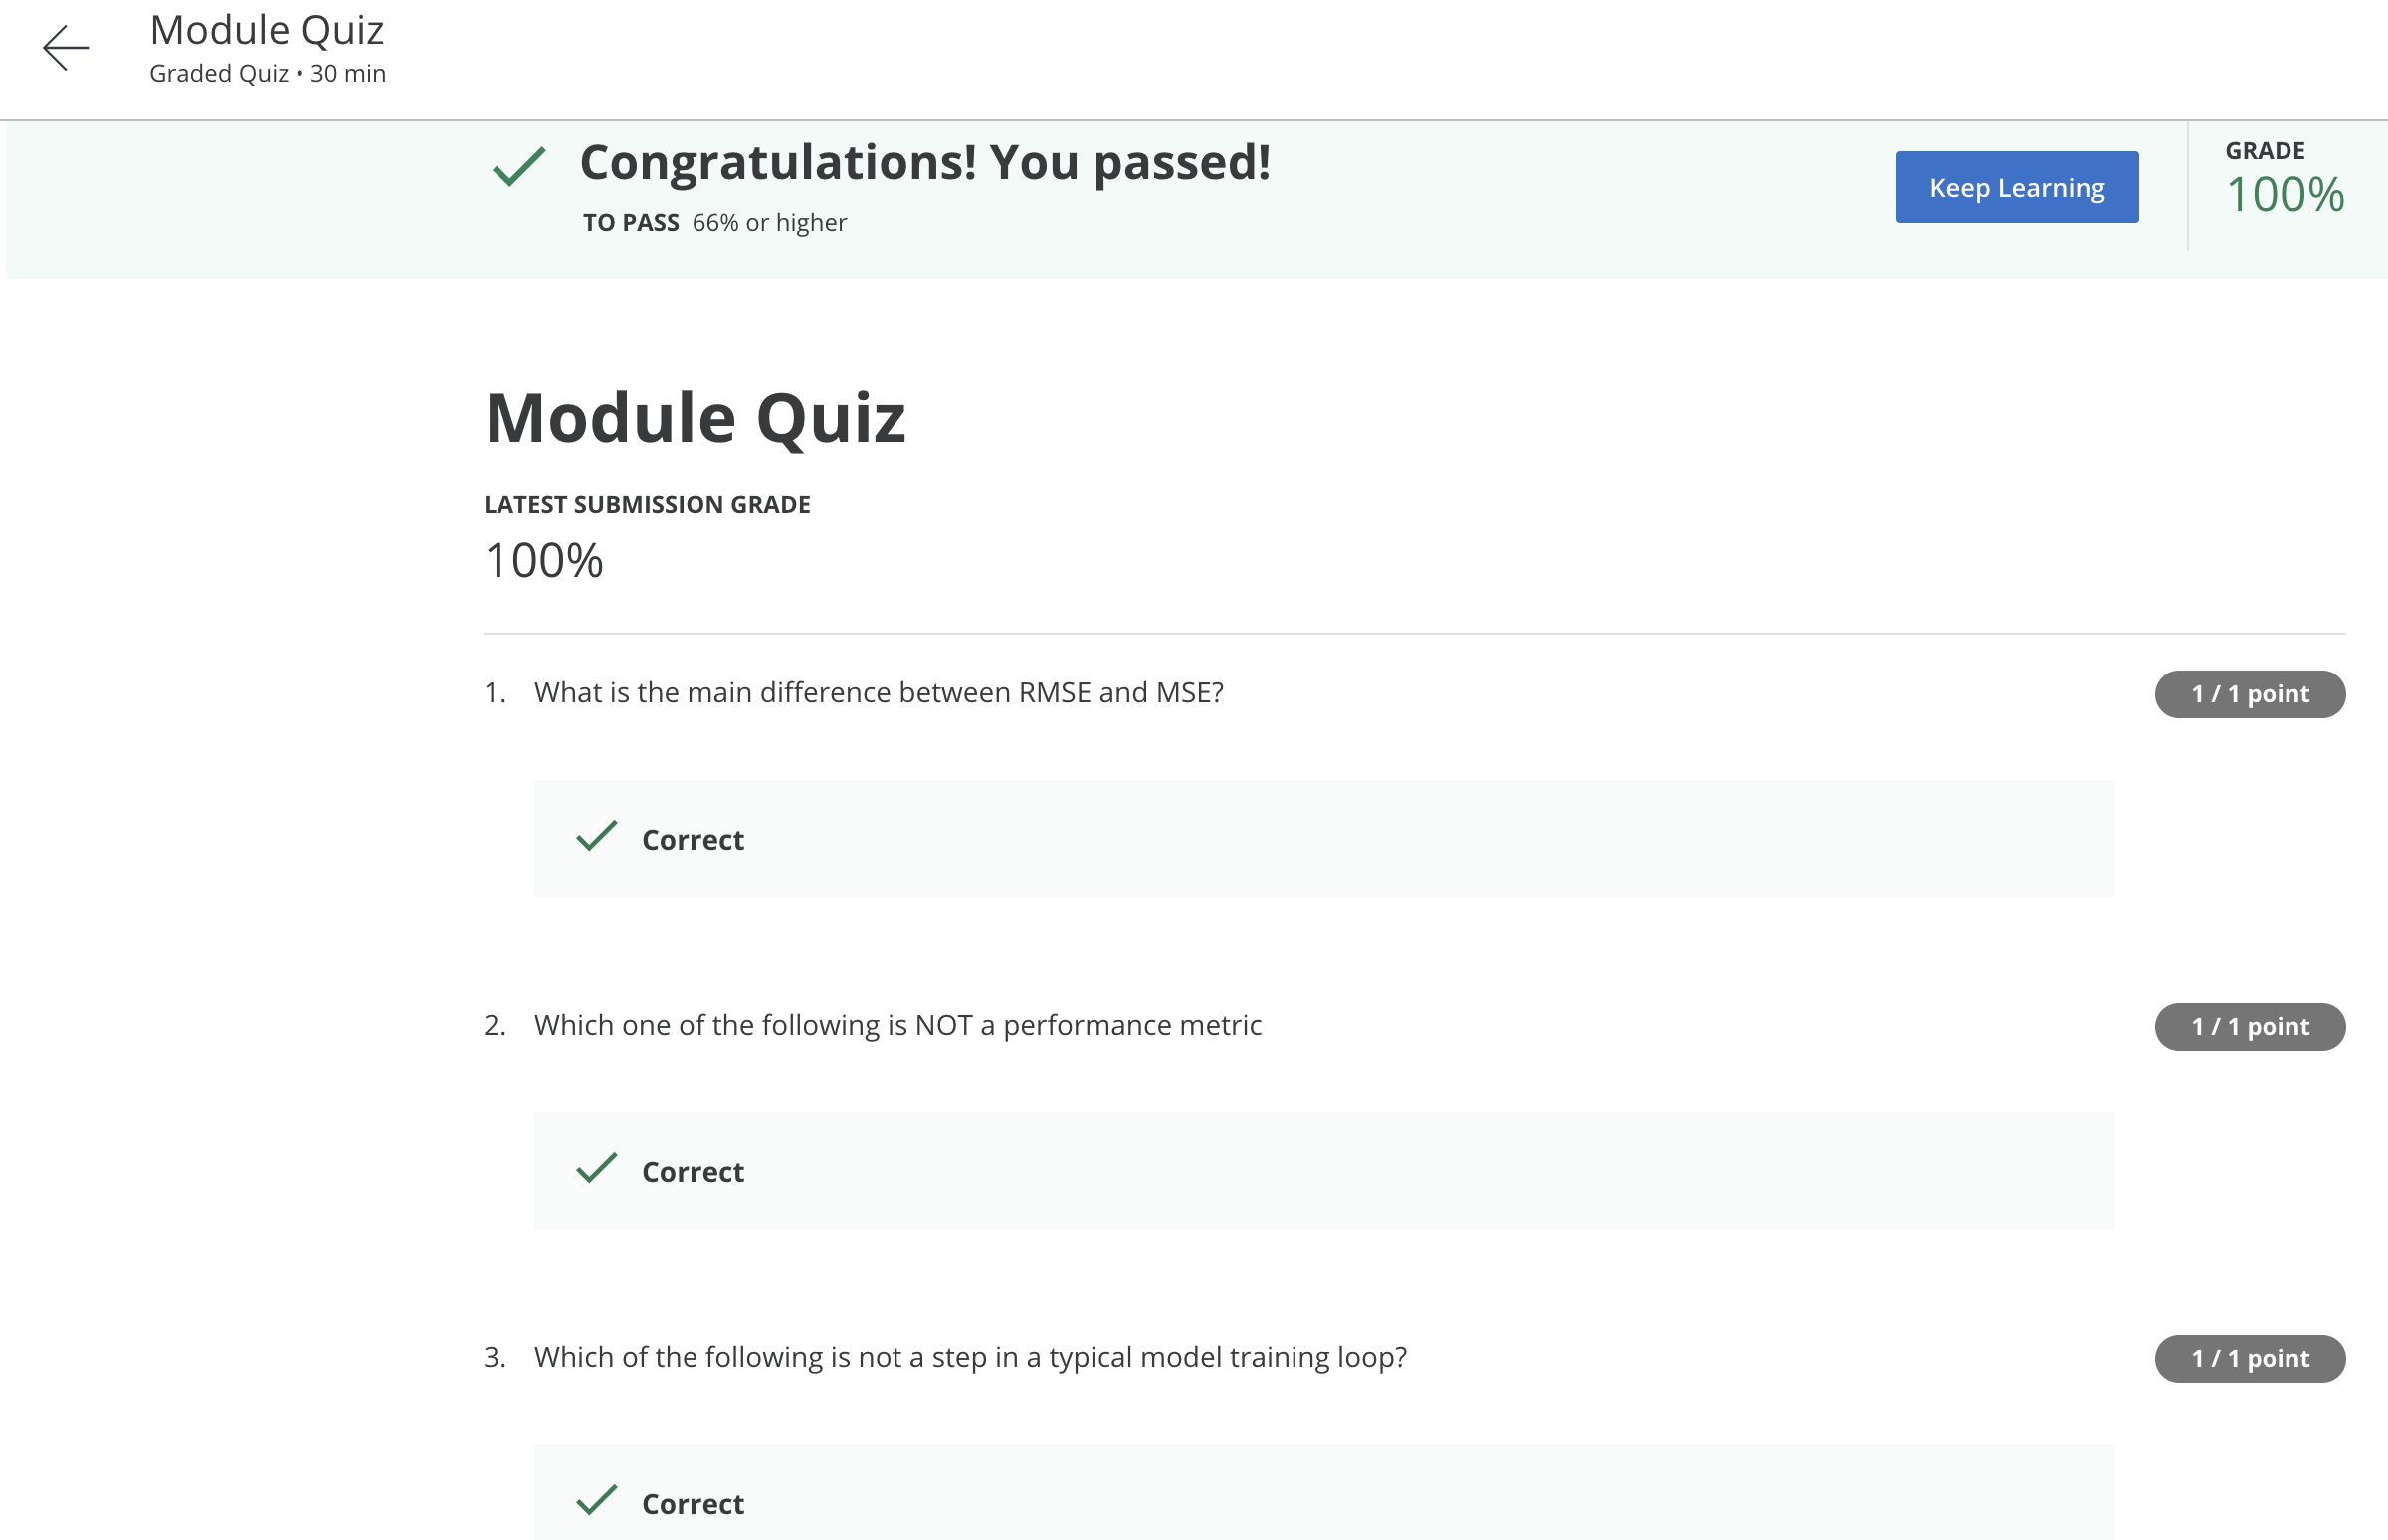 Module Quiz
Graded Quiz • 30 min
Congratulations! You passed!
TO PASS 66% or higher
Keep Learning
GRADE
100%
Module Quiz
LATEST SUBMISSION GRADE
100%
1. What is the main difference between RMSE and MSE?
1 / 1 point
Correct
2. Which one of the following is NOT a performance metric
1 / 1 point
Correct
3. Which of the following is not a step in a typical model training loop?
1 / 1 point
Correct